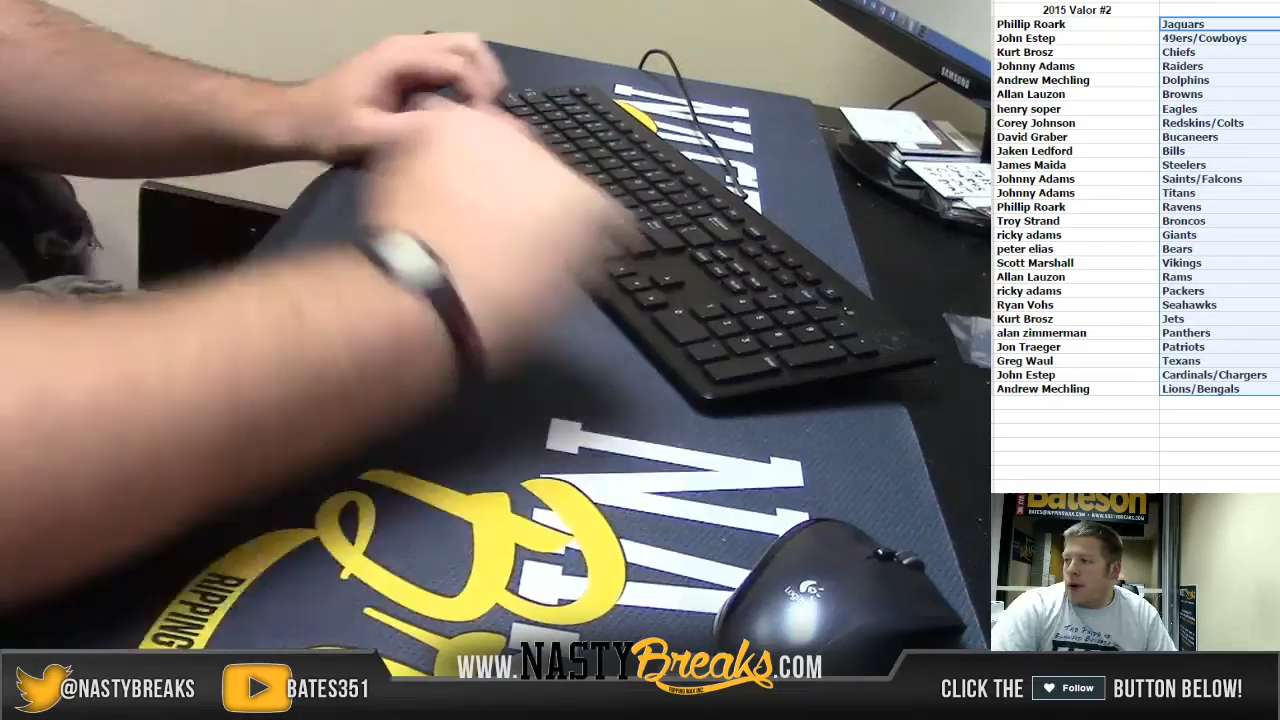 2015 Valor #2
Phillip Roark Jaguars
John Estep 49ers/Cowboys
Kurt Brosz Chiefs
Johnny Adams Raiders
Andrew Mechling Dolphins
Allan Lauzon Browns
henry soper Eagles
Corey Johnson Redskins/Colts
David Graber Bucaneers
Jaken Ledford Bills
James Maida Steelers
Johnny Adams Saints/Falcons
Johnny Adams Titans
Phillip Roark Ravens
Troy Strand Broncos
ricky adams Giants
peter elias Bears
Scott Marshall Vikings
Allan Lauzon Rams
ricky adams Packers
Ryan Vohs Seahawks
Kurt Brosz Jets
alan zimmerman Panthers
Jon Traeger Patriots
Greg Waul Texans
John Estep Cardinals/Chargers
Andrew Mechling Lions/Bengals
SAMSUNG
RIPPING
Bateson
@NASTYBREAKS
BATES351
WWW.NASTYBreaks.COM
RIPPING WAX INC
CLICK THE Follow BUTTON BELOW!